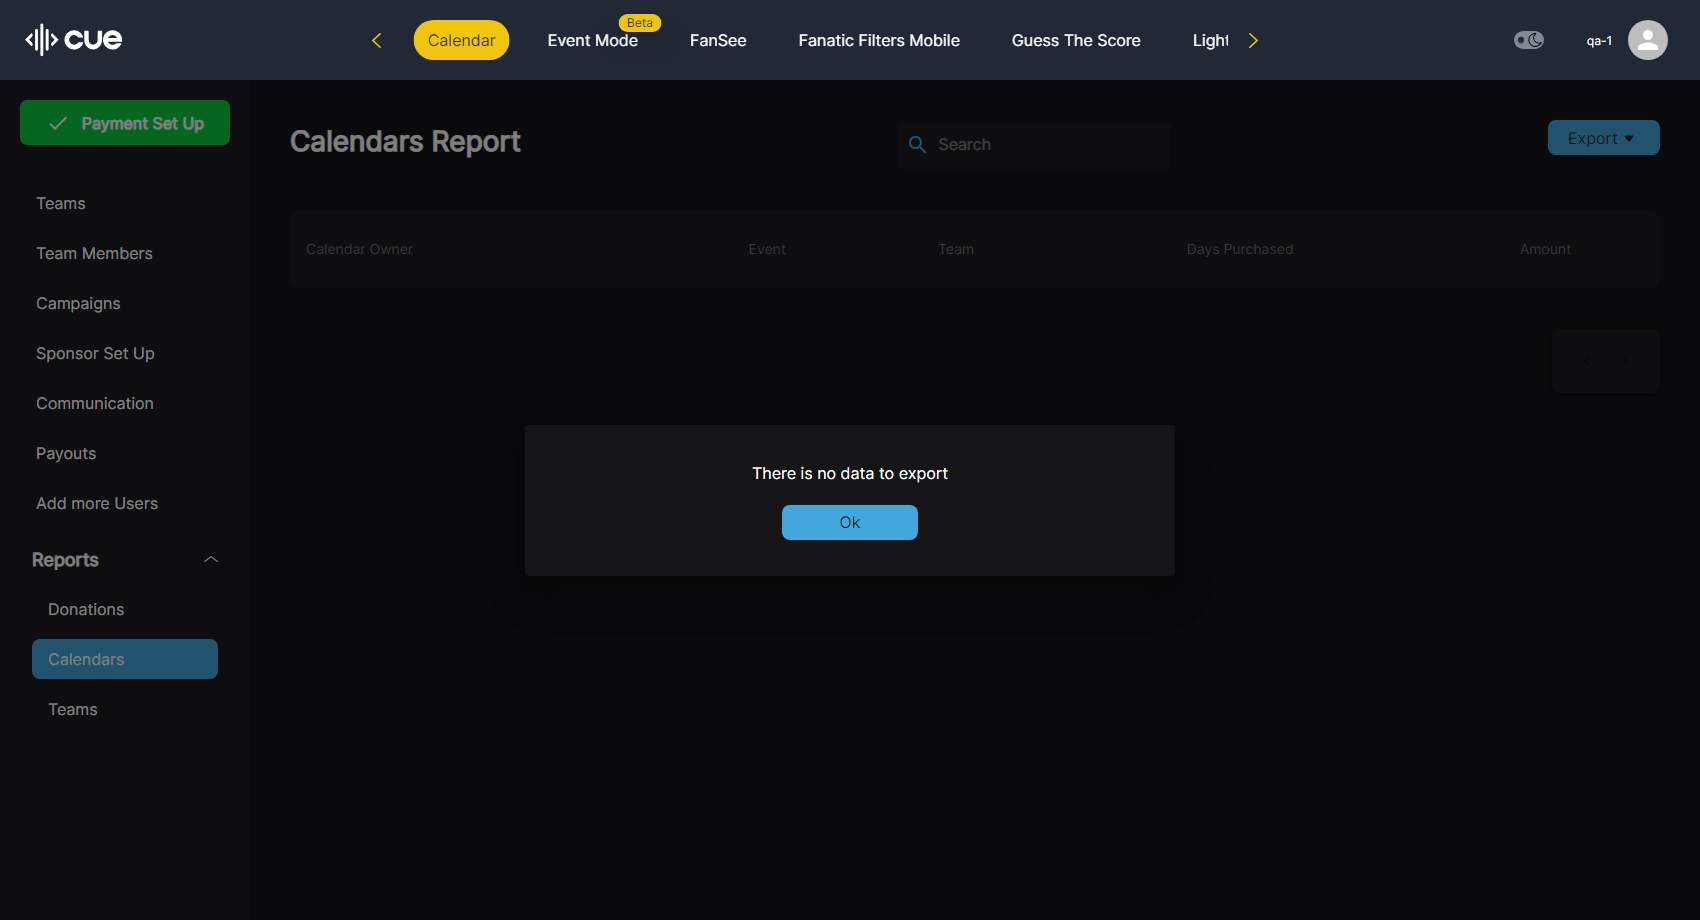 cue
Calendar
Event Mode
Beta
FanSee
Fanatic Filters Mobile
Guess The Score
Light
qa-1
Payment Set Up
Teams
Team Members
Campaigns
Sponsor Set Up
Communication
Payouts
Add more Users
Reports
Donations
Calendars
Teams
Calendars Report
Search
Export
Calendar Owner
Event
Team
Days Purchased
Amount
There is no data to export
Ok